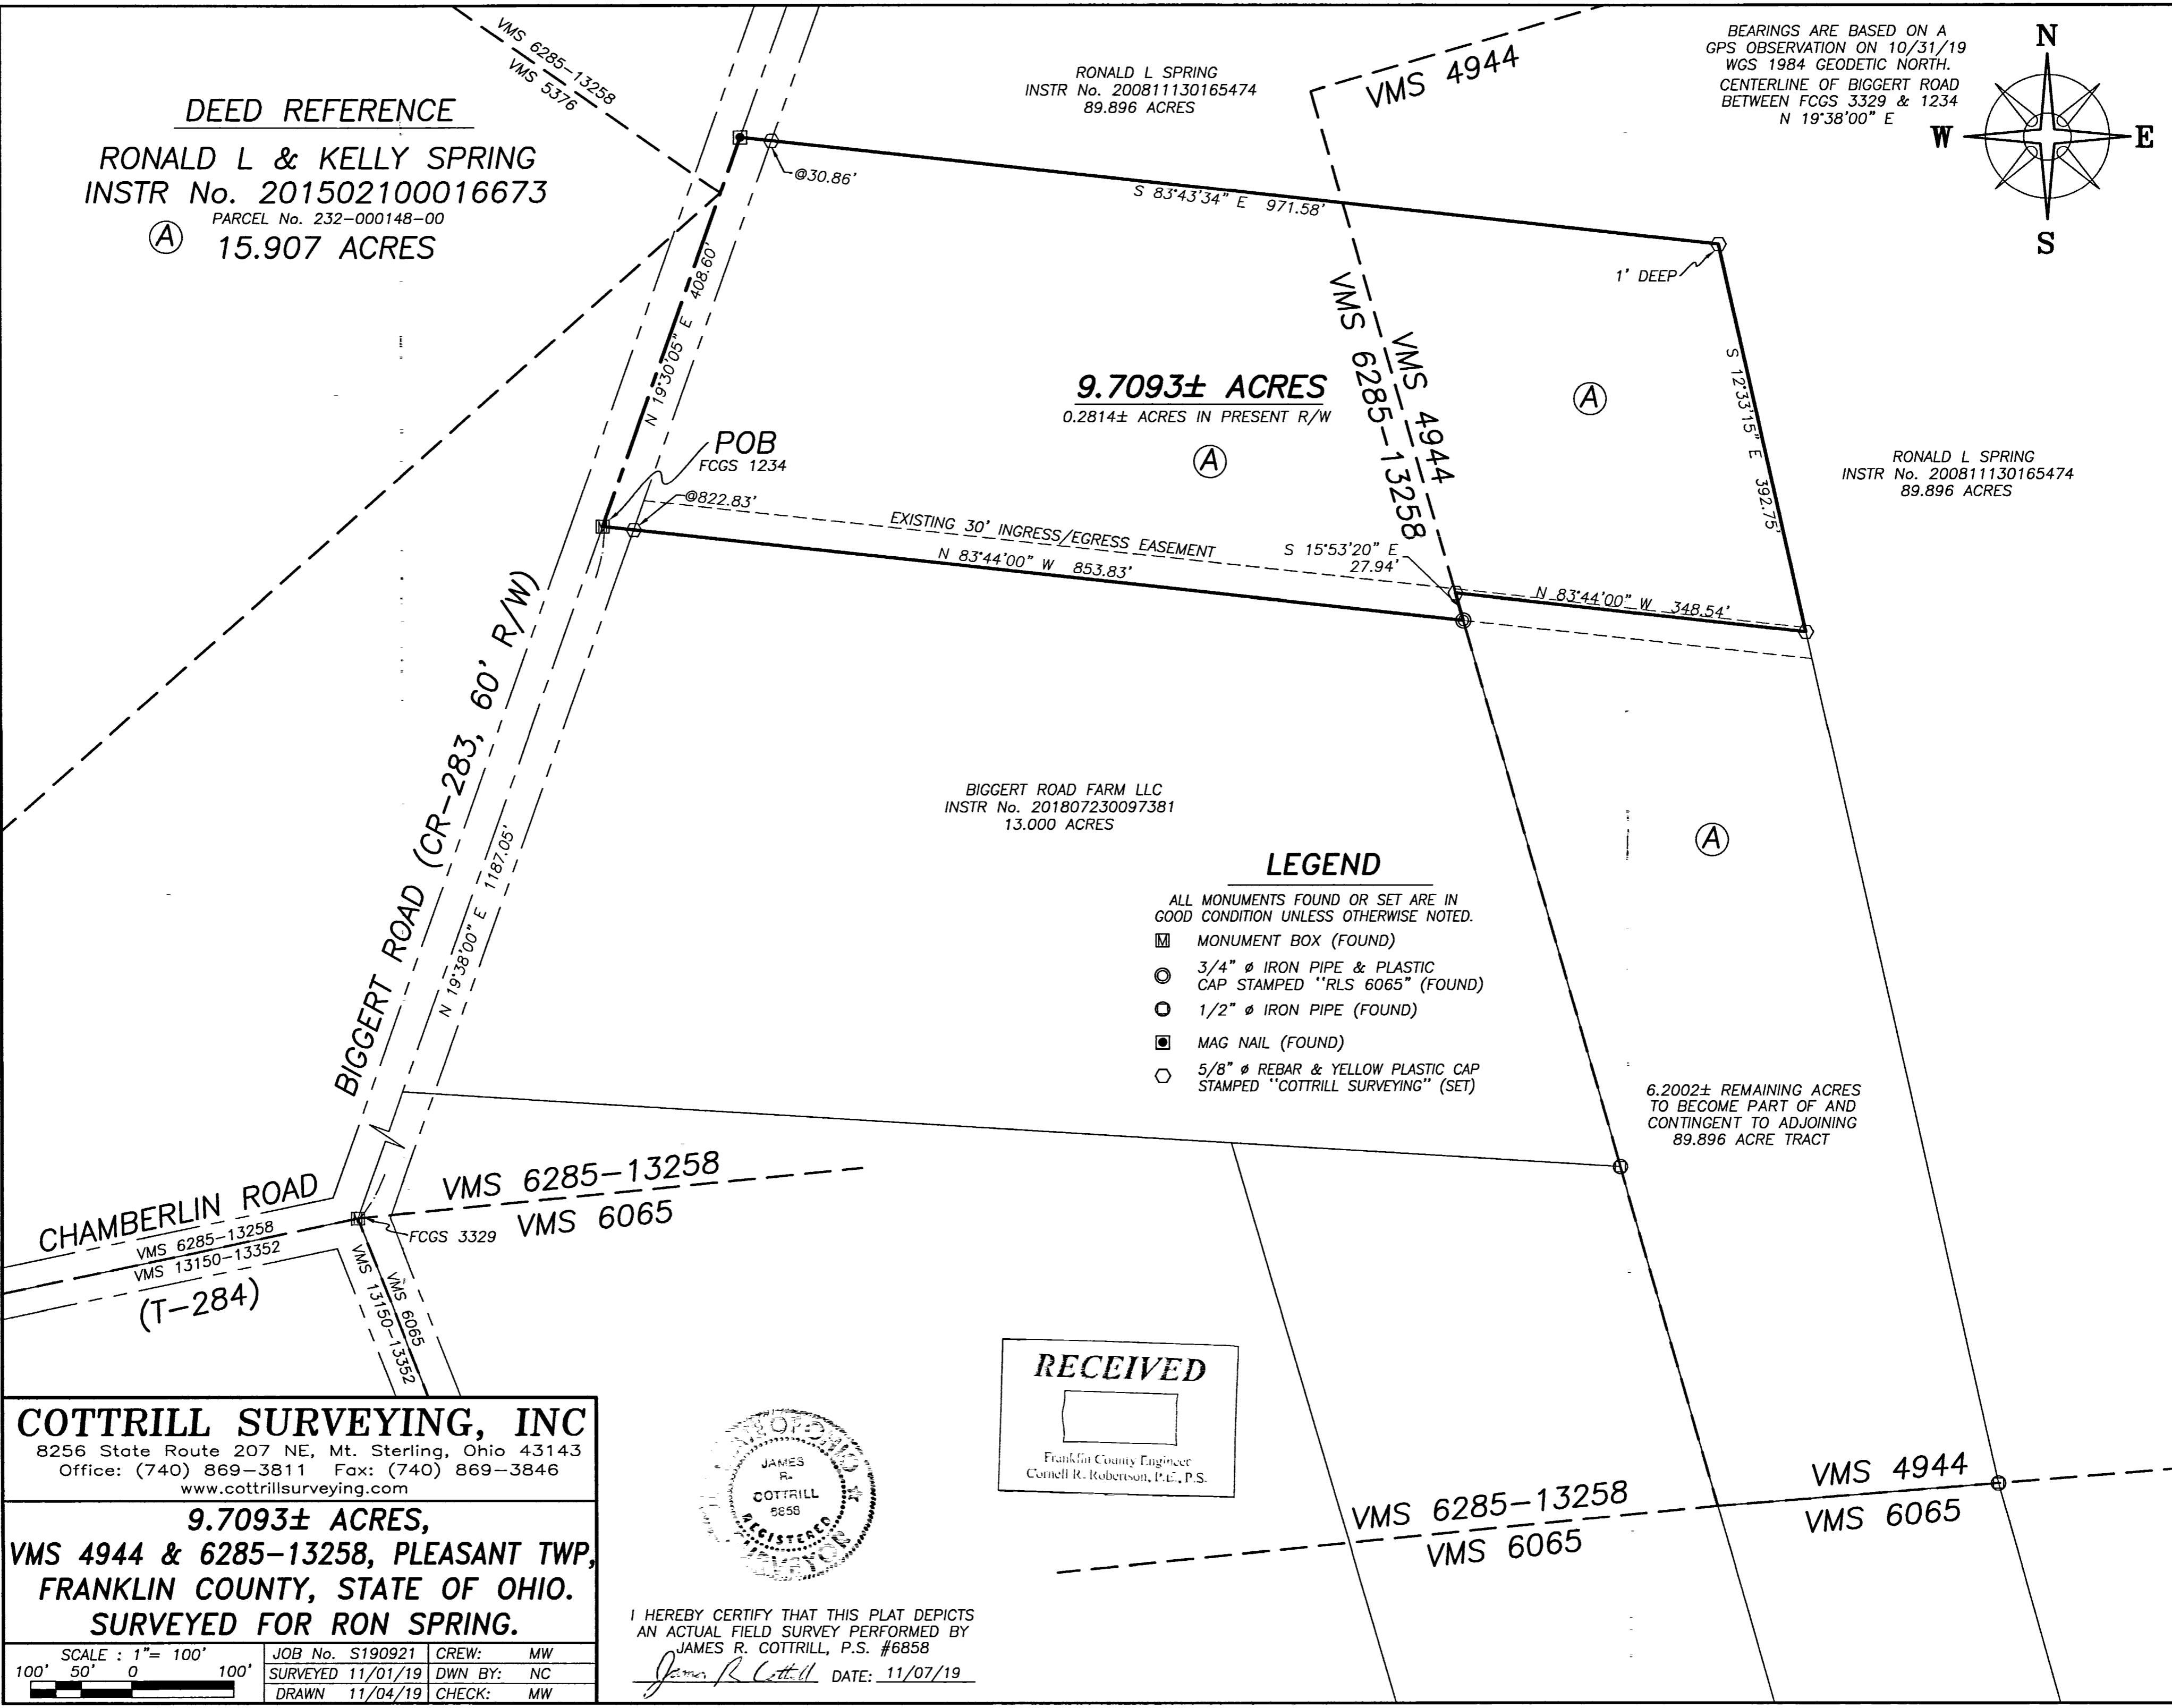 DEED REFERENCE
RONALD L & KELLY SPRING
INSTR No. 201502100016673
PARCEL No. 232-000148-00
A 15.907 ACRES
VMS 6285-13258
VMS 5376
RONALD L SPRING
INSTR No. 200811130165474
89.896 ACRES
VMS 4944
BEARINGS ARE BASED ON A
GPS OBSERVATION ON 10/31/19
WGS 1984 GEODETIC NORTH.
CENTERLINE OF BIGGERT ROAD
BETWEEN FCGS 3329 & 1234
N 19°38'00" E
N
W
E
S
@30.86'
S 83°43'34" E 971.58'
1' DEEP
N 19°30'05" E 408.60'
VMS 4944
VMS 6285-13258
S 12°33'15" E 392.75'
9.7093± ACRES
0.2814± ACRES IN PRESENT R/W
A
A
POB
FCGS 1234
@822.83'
RONALD L SPRING
INSTR No. 200811130165474
89.896 ACRES
EXISTING 30' INGRESS/EGRESS EASEMENT
N 83°44'00" W 853.83'
S 15°53'20" E
27.94'
N 83°44'00" W 348.54'
BIGGERT ROAD (CR-283, 60' R/W)
N 19°38'00" E 1187.05'
BIGGERT ROAD FARM LLC
INSTR No. 201807230097381
13.000 ACRES
A
LEGEND
ALL MONUMENTS FOUND OR SET ARE IN
GOOD CONDITION UNLESS OTHERWISE NOTED.
M MONUMENT BOX (FOUND)
3/4" ø IRON PIPE & PLASTIC
CAP STAMPED "RLS 6065" (FOUND)
1/2" ø IRON PIPE (FOUND)
MAG NAIL (FOUND)
5/8" ø REBAR & YELLOW PLASTIC CAP
STAMPED "COTTRILL SURVEYING" (SET)
6.2002± REMAINING ACRES
TO BECOME PART OF AND
CONTINGENT TO ADJOINING
89.896 ACRE TRACT
CHAMBERLIN ROAD
VMS 6285-13258
VMS 13150-13352
(T-284)
VMS 6285-13258
VMS 6065
FCGS 3329
VMS 6065
VMS 13150-13352
RECEIVED
Franklin County Engineer
Cornell R. Robertson, P.E., P.S.
VMS 6285-13258
VMS 6065
VMS 4944
VMS 6065
COTTRILL SURVEYING, INC
8256 State Route 207 NE, Mt. Sterling, Ohio 43143
Office: (740) 869-3811 Fax: (740) 869-3846
www.cottrillsurveying.com
9.7093± ACRES,
VMS 4944 & 6285-13258, PLEASANT TWP,
FRANKLIN COUNTY, STATE OF OHIO.
SURVEYED FOR RON SPRING.
SCALE : 1"= 100'
100' 50' 0 100'
JOB No. S190921 CREW: MW
SURVEYED 11/01/19 DWN BY: NC
DRAWN 11/04/19 CHECK: MW
OF OHIO
JAMES
R.
COTTRILL
6858
REGISTERED
I HEREBY CERTIFY THAT THIS PLAT DEPICTS
AN ACTUAL FIELD SURVEY PERFORMED BY
JAMES R. COTTRILL, P.S. #6858
James R Cottrill DATE: 11/07/19